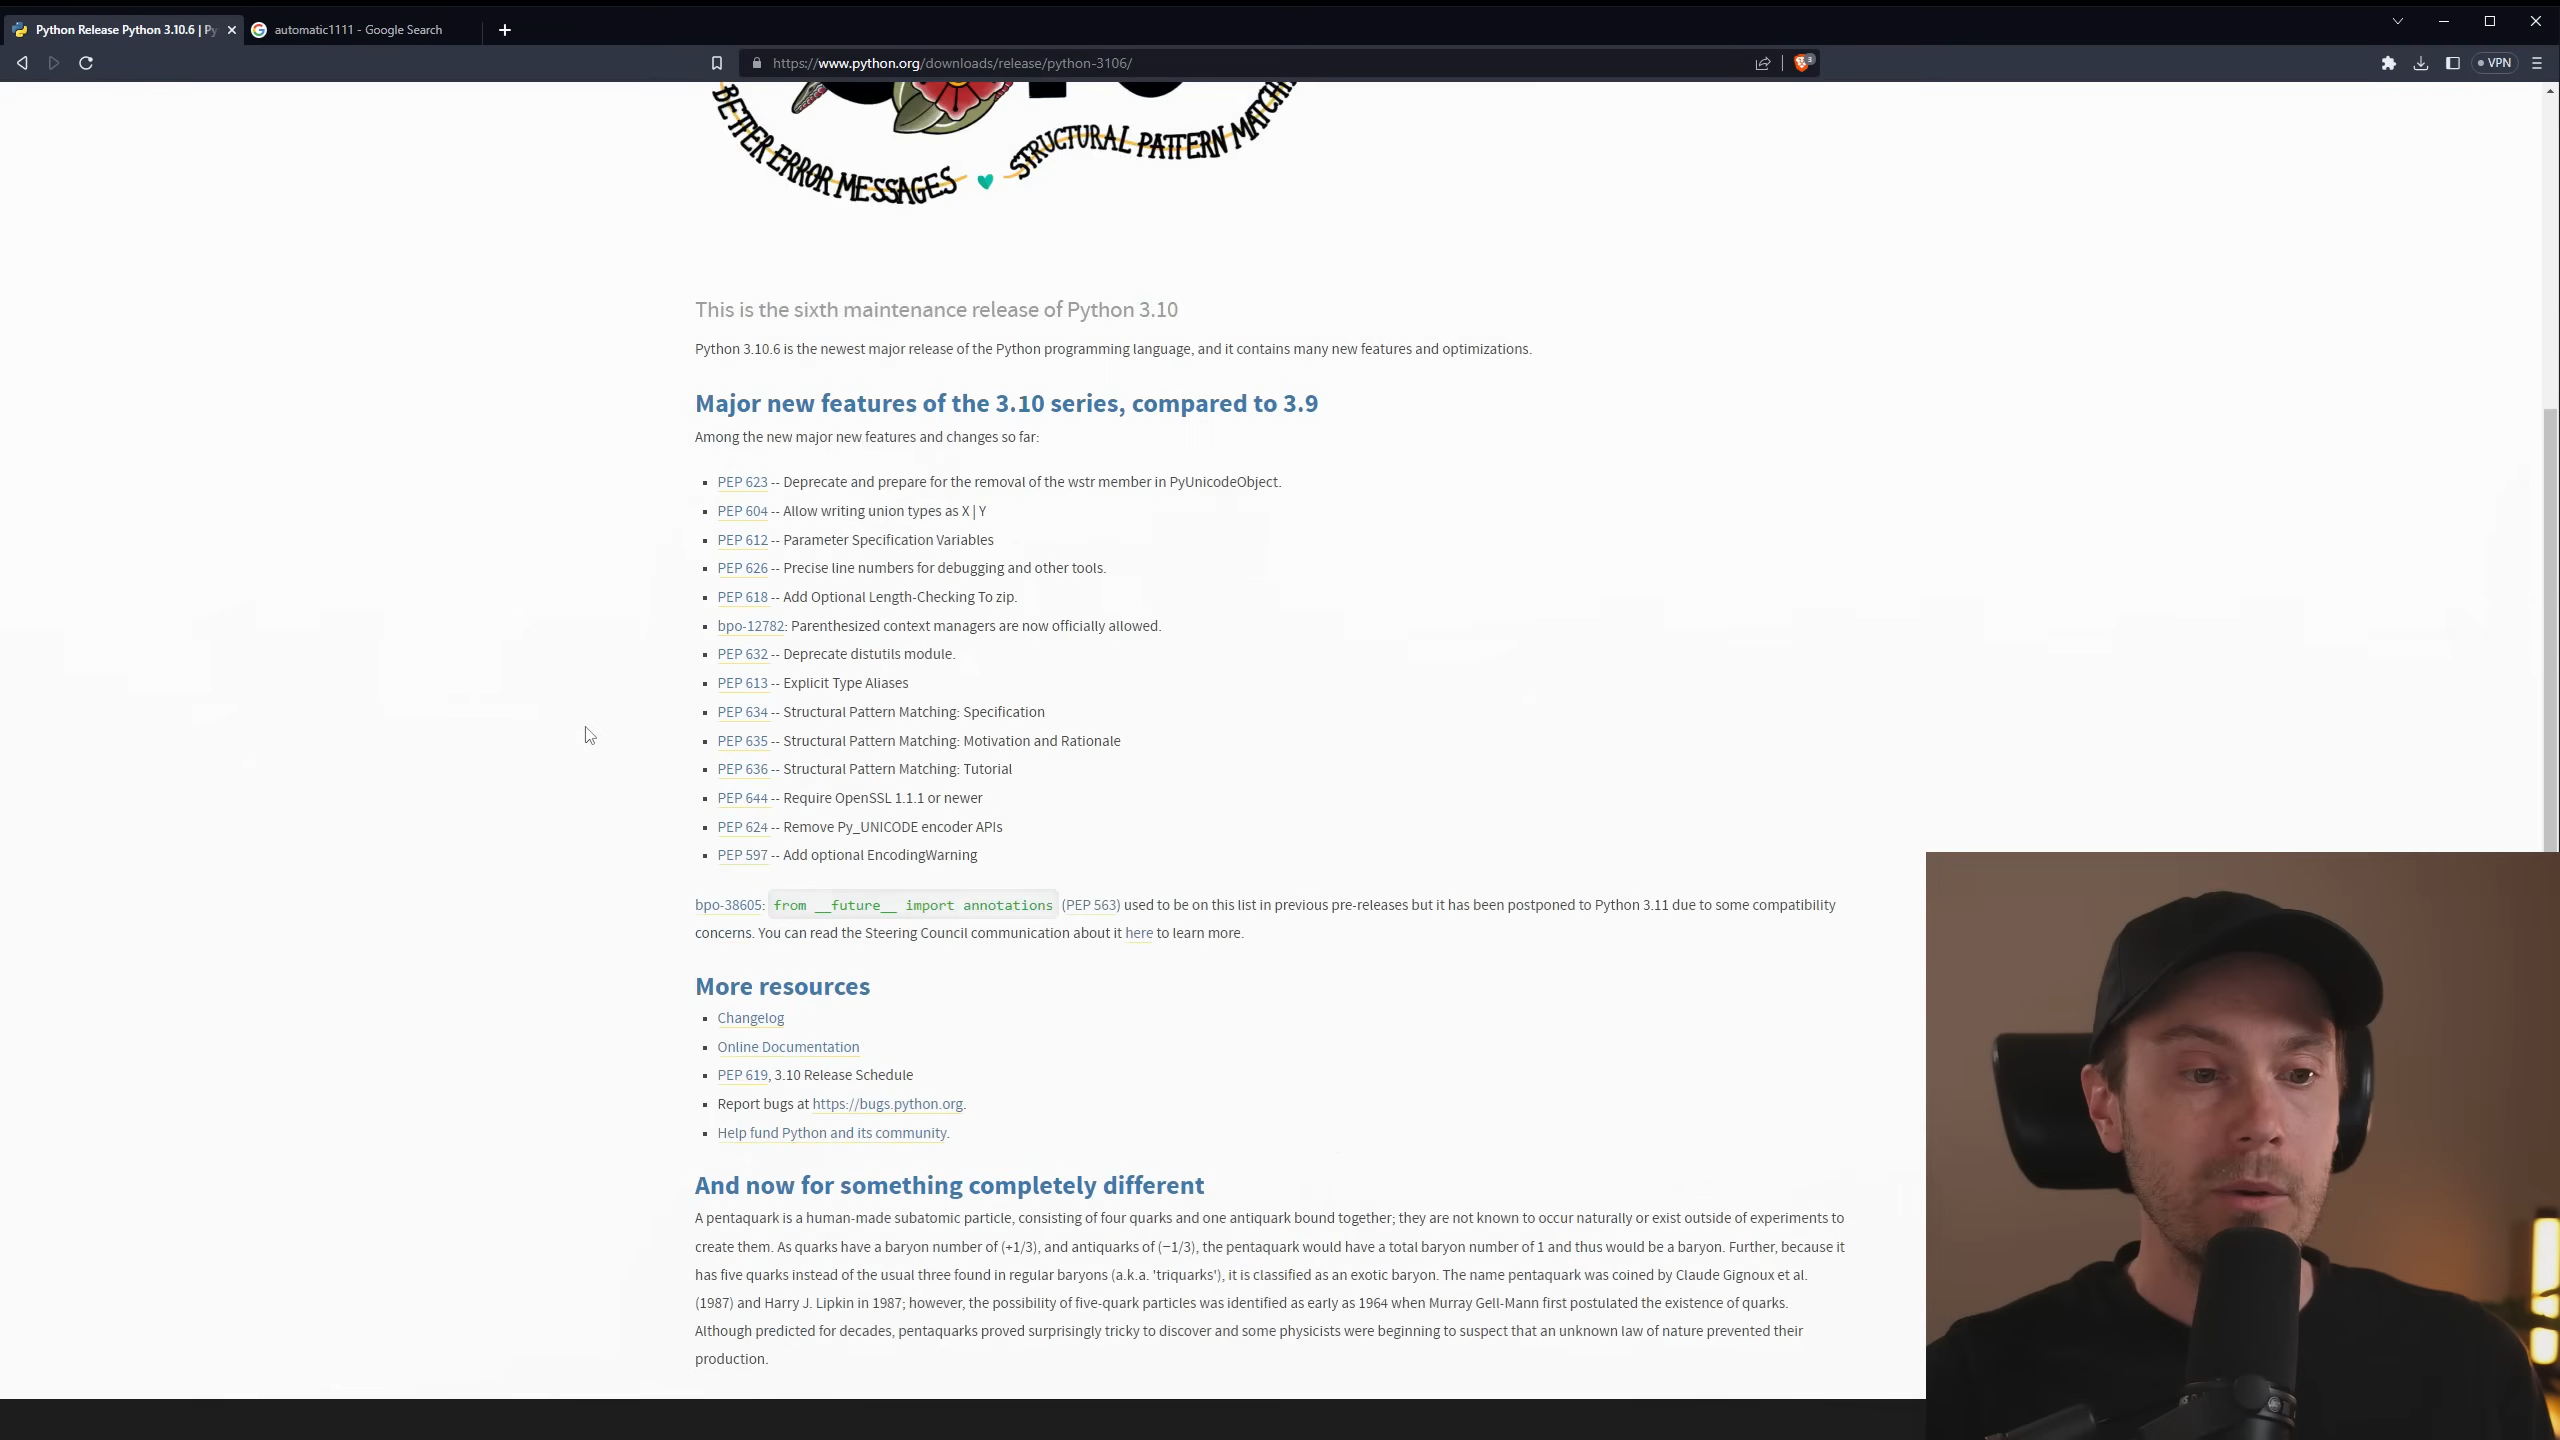 Python Release Python 3.10.6 | Py
automatic1111 - Google Search
https://www.python.org/downloads/release/python-3106/
3
VPN
BETTER ERROR MESSAGES
STRUCTURAL PATTERN
This is the sixth maintenance release of Python 3.10
Python 3.10.6 is the newest major release of the Python programming language, and it contains many new features and optimizations.
Major new features of the 3.10 series, compared to 3.9
Among the new major new features and changes so far:
PEP 623 -- Deprecate and prepare for the removal of the wstr member in PyUnicodeObject.
PEP 604 -- Allow writing union types as X | Y
PEP 612 -- Parameter Specification Variables
PEP 626 -- Precise line numbers for debugging and other tools.
PEP 618 -- Add Optional Length-Checking To zip.
bpo-12782: Parenthesized context managers are now officially allowed.
PEP 632 -- Deprecate distutils module.
PEP 613 -- Explicit Type Aliases
PEP 634 -- Structural Pattern Matching: Specification
PEP 635 -- Structural Pattern Matching: Motivation and Rationale
PEP 636 -- Structural Pattern Matching: Tutorial
PEP 644 -- Require OpenSSL 1.1.1 or newer
PEP 624 -- Remove Py_UNICODE encoder APIs
PEP 597 -- Add optional EncodingWarning
bpo-38605: from __future__ import annotations (PEP 563) used to be on this list in previous pre-releases but it has been postponed to Python 3.11 due to some compatibility
concerns. You can read the Steering Council communication about it here to learn more.
More resources
Changelog
Online Documentation
PEP 619, 3.10 Release Schedule
Report bugs at https://bugs.python.org.
Help fund Python and its community.
And now for something completely different
A pentaquark is a human-made subatomic particle, consisting of four quarks and one antiquark bound together; they are not known to occur naturally or exist outside of experiments to
create them. As quarks have a baryon number of (+1/3), and antiquarks of (−1/3), the pentaquark would have a total baryon number of 1 and thus would be a baryon. Further, because it
has five quarks instead of the usual three found in regular baryons (a.k.a. 'triquarks'), it is classified as an exotic baryon. The name pentaquark was coined by Claude Gignoux et al.
(1987) and Harry J. Lipkin in 1987; however, the possibility of five-quark particles was identified as early as 1964 when Murray Gell-Mann first postulated the existence of quarks.
Although predicted for decades, pentaquarks proved surprisingly tricky to discover and some physicists were beginning to suspect that an unknown law of nature prevented their
production.